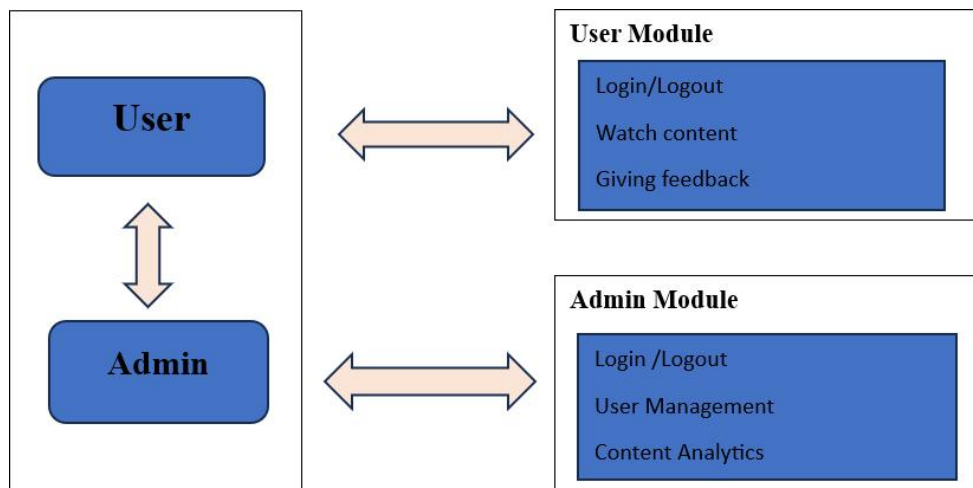 User
Admin
User Module
Login/Logout
Watch content
Giving feedback
Admin Module
Login /Logout
User Management
Content Analytics